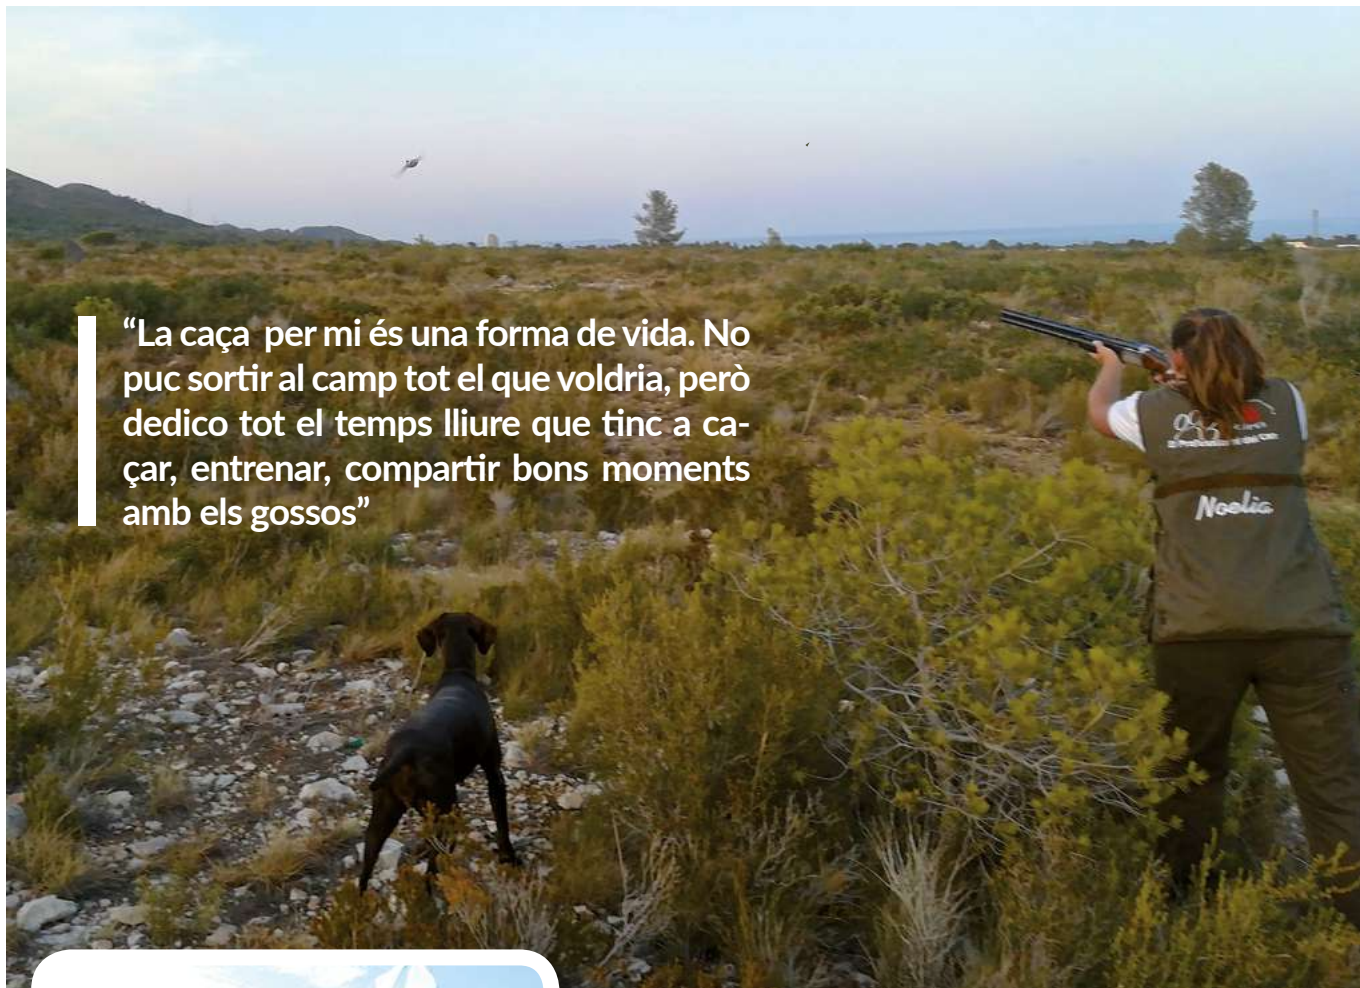 “La caça  per mi és una forma de vida. No
puc sortir al camp tot el que voldria, però
dedico tot el temps lliure que tinc a ca-
çar, entrenar, compartir bons moments
amb els gossos”
Noelia